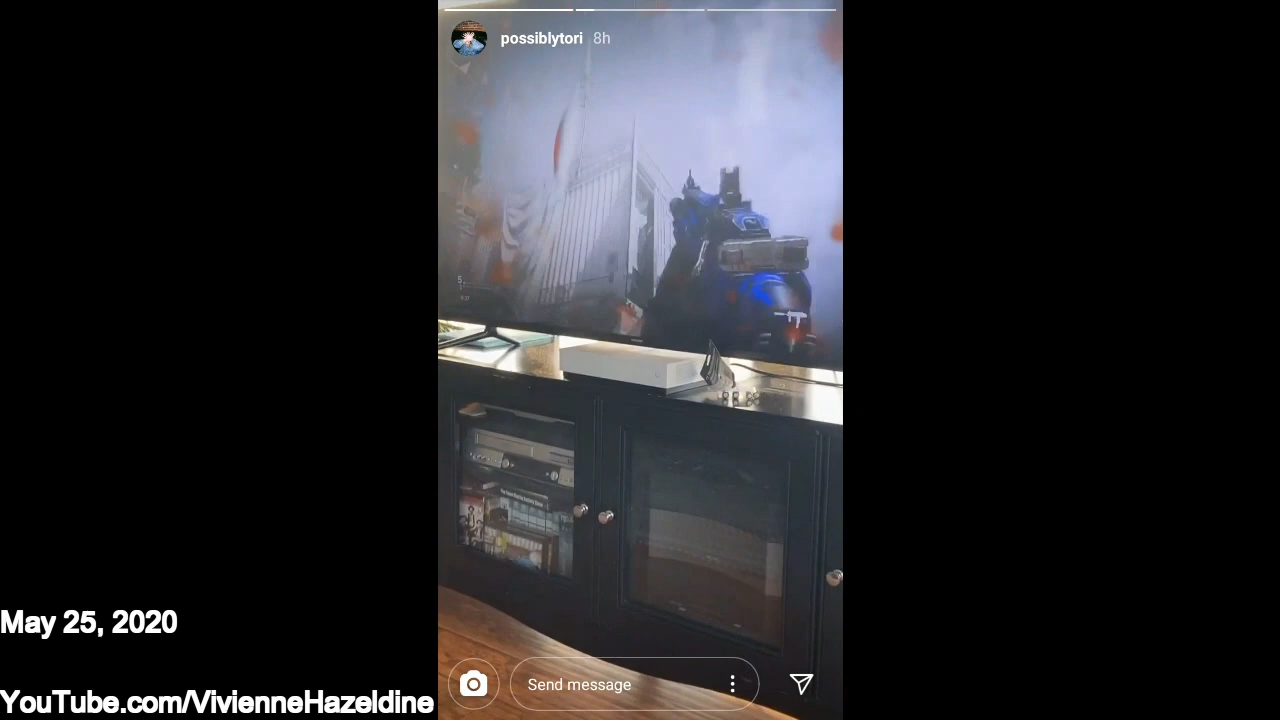 possiblytori 8h
May 25, 2020
Send message
YouTube.com/VivienneHazeldine